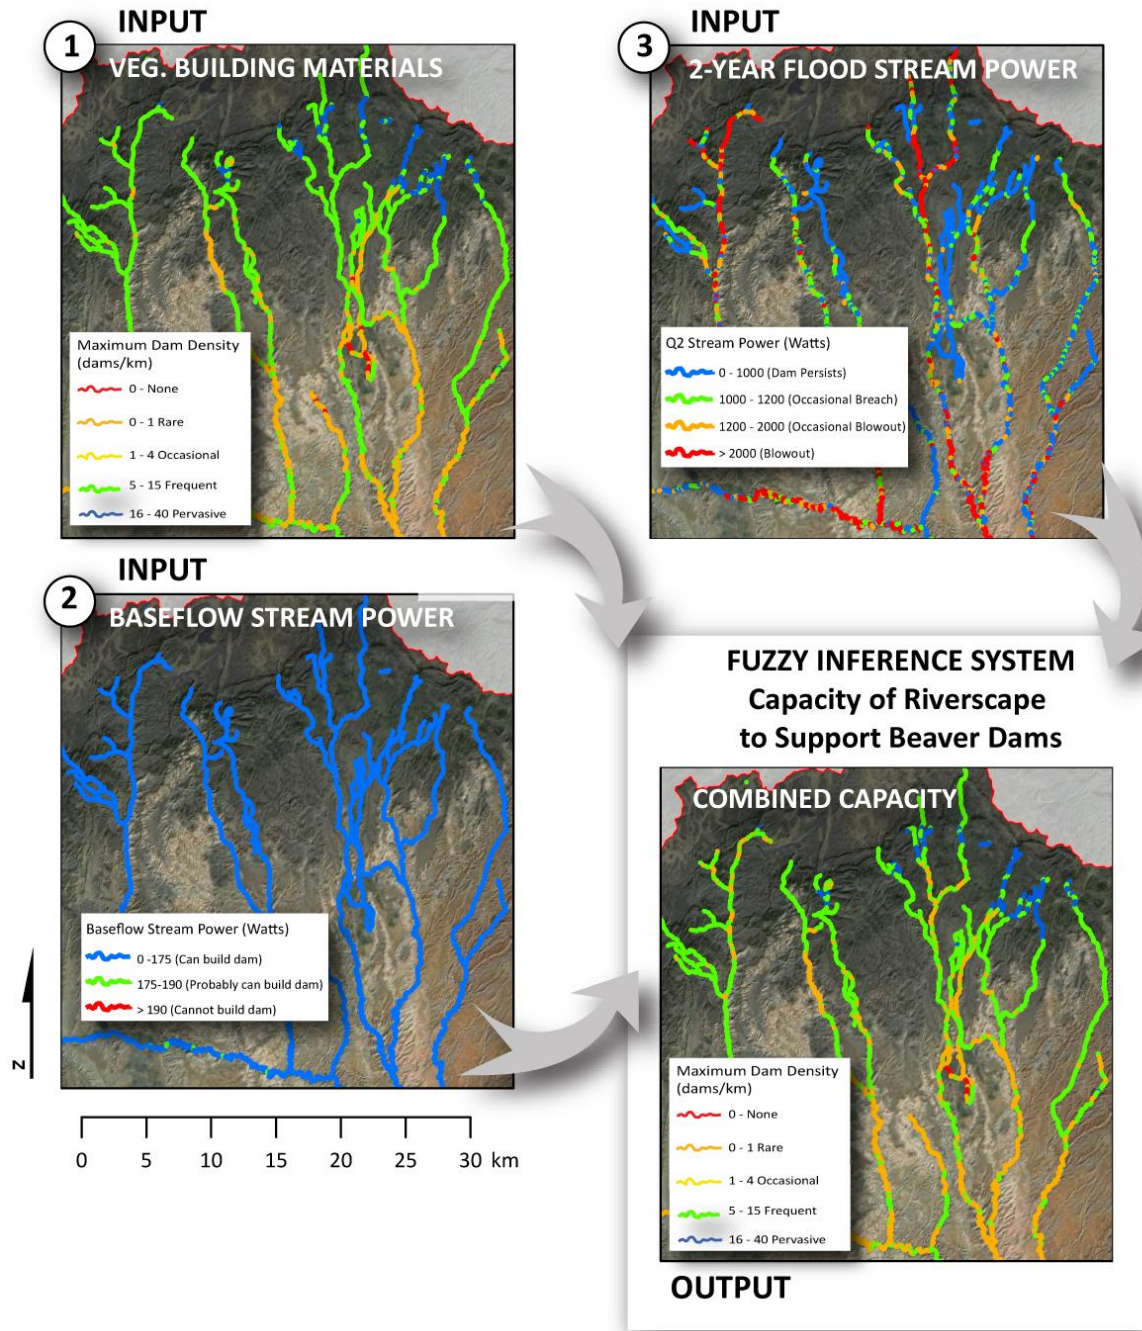 INPUT
1
VEG. BUILDING MATERIALS
Maximum Dam Density
(dams/km)
0 - None
0 - 1 Rare
1 - 4 Occasional
5 - 15 Frequent
16 - 40 Pervasive
INPUT
3
2-YEAR FLOOD STREAM POWER
Q2 Stream Power (Watts)
0 - 1000 (Dam Persists)
1000 - 1200 (Occasional Breach)
1200 - 2000 (Occasional Blowout)
> 2000 (Blowout)
INPUT
2
BASEFLOW STREAM POWER
Baseflow Stream Power (Watts)
0 -175 (Can build dam)
175-190 (Probably can build dam)
> 190 (Cannot build dam)
N
0 5 10 15 20 25 30 km
FUZZY INFERENCE SYSTEM
Capacity of Riverscape
to Support Beaver Dams
COMBINED CAPACITY
Maximum Dam Density
(dams/km)
0 - None
0 - 1 Rare
1 - 4 Occasional
5 - 15 Frequent
16 - 40 Pervasive
OUTPUT